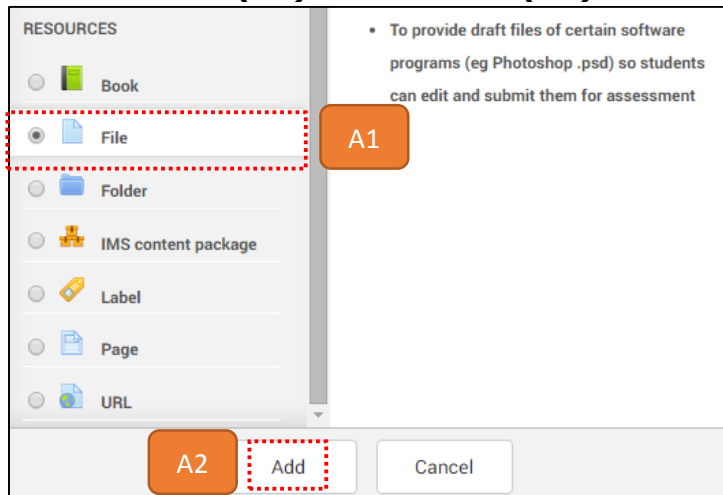 RESOURCES
Book
File
Folder
IMS content package
Label
Page
URL
• To provide draft files of certain software
programs (eg Photoshop .psd) so students
can edit and submit them for assessment
A1
A2
Add
Cancel